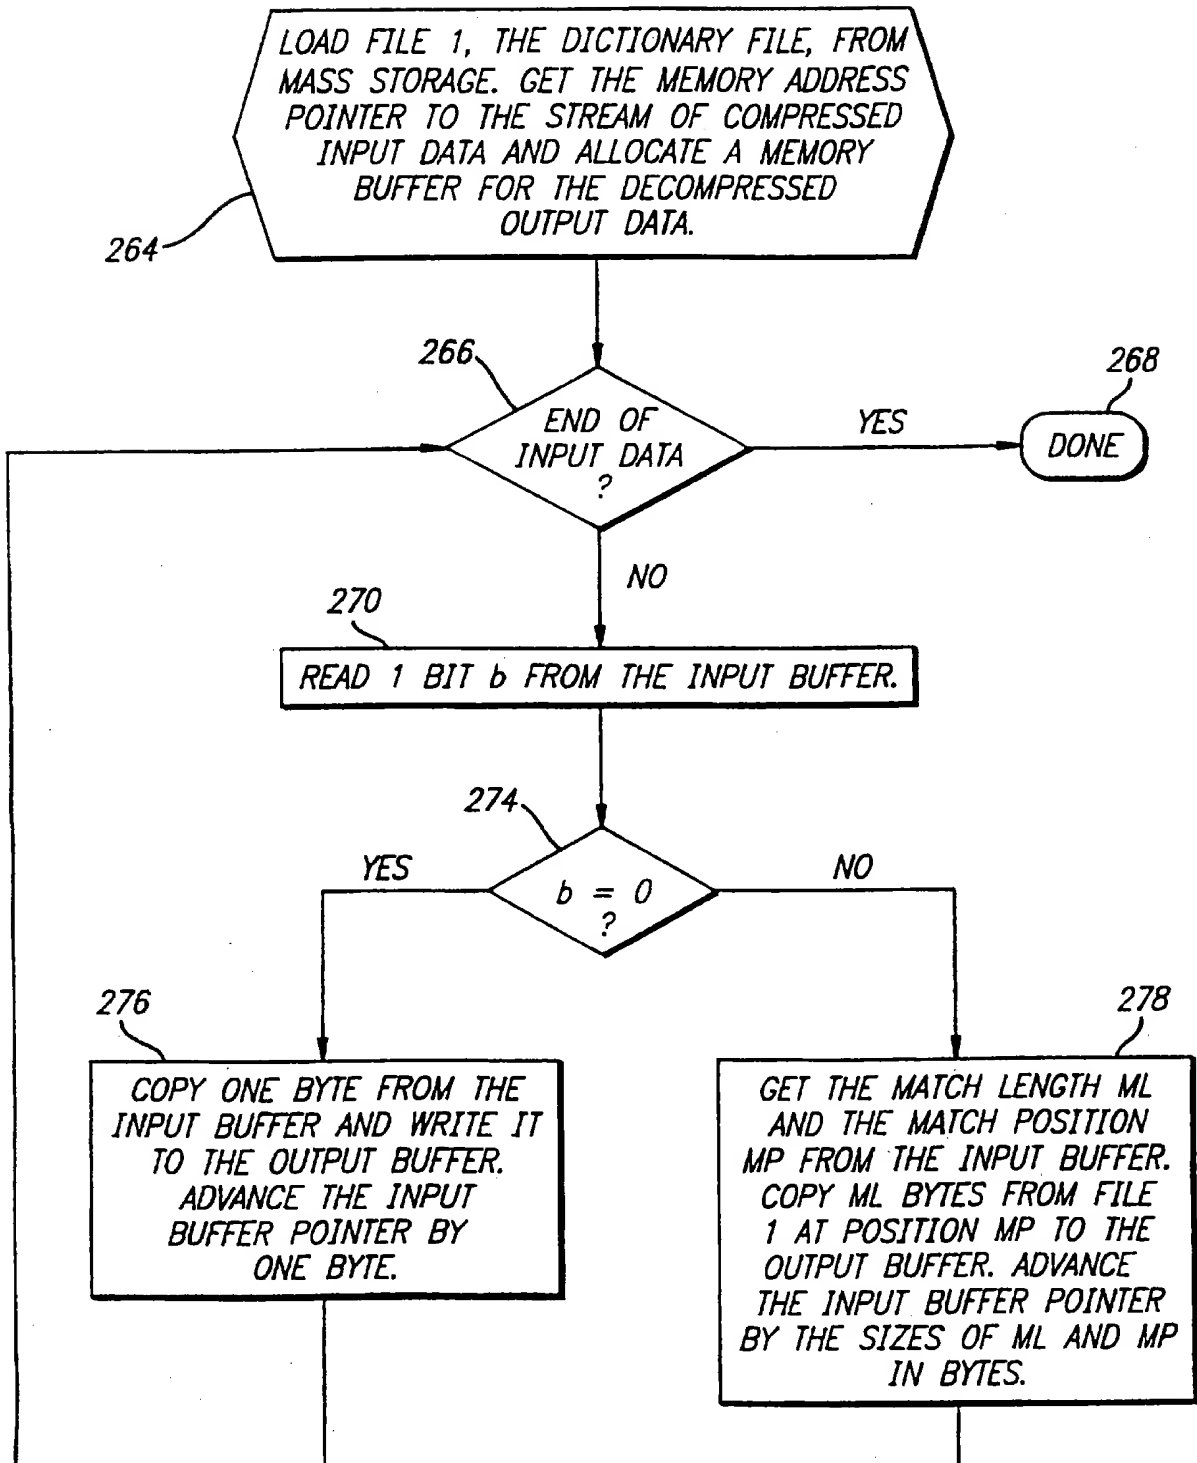 LOAD FILE 1, THE DICTIONARY FILE, FROM
MASS STORAGE. GET THE MEMORY ADDRESS
POINTER TO THE STREAM OF COMPRESSED
INPUT DATA AND ALLOCATE A MEMORY
BUFFER FOR THE DECOMPRESSED
OUTPUT DATA.
264
266
268
END OF
INPUT DATA
?
YES
DONE
NO
270
READ 1 BIT b FROM THE INPUT BUFFER.
274
YES
b = 0
?
NO
276
278
COPY ONE BYTE FROM THE
INPUT BUFFER AND WRITE IT
TO THE OUTPUT BUFFER.
ADVANCE THE INPUT
BUFFER POINTER BY
ONE BYTE.
GET THE MATCH LENGTH ML
AND THE MATCH POSITION
MP FROM THE INPUT BUFFER.
COPY ML BYTES FROM FILE
1 AT POSITION MP TO THE
OUTPUT BUFFER. ADVANCE
THE INPUT BUFFER POINTER
BY THE SIZES OF ML AND MP
IN BYTES.